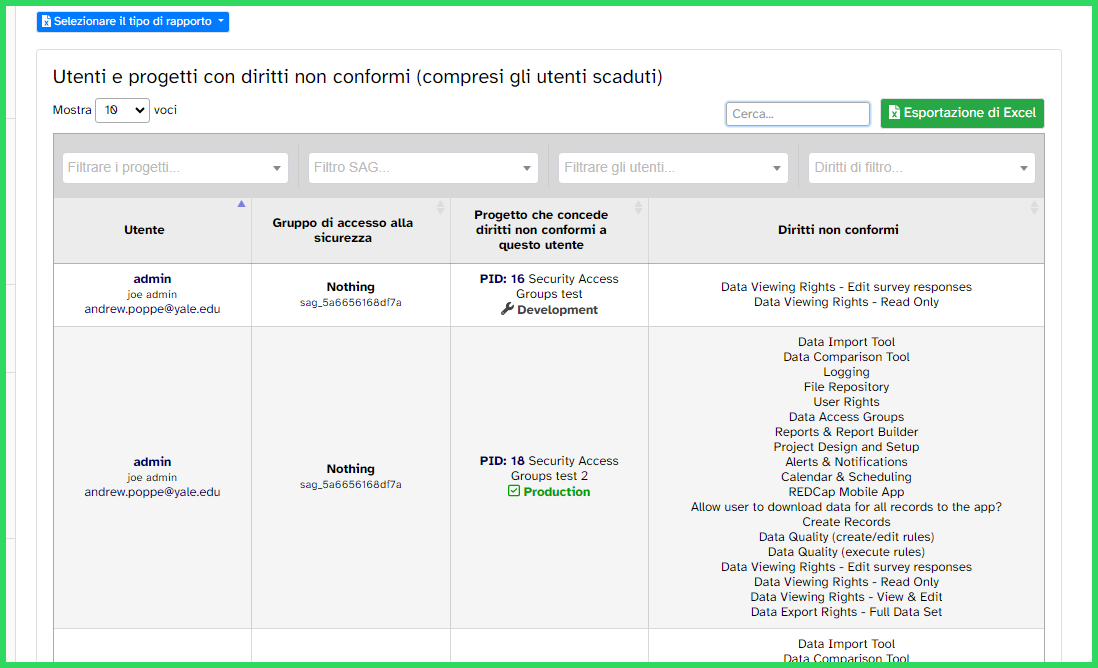 Selezionare il tipo di rapporto
Utenti e progetti con diritti non conformi (compresi gli utenti scaduti)
Mostra 10 voci
Cerca...
Esportazione di Excel
Filtrare i progetti...
Filtro SAG...
Filtrare gli utenti...
Diritti di filtro...
Utente
Gruppo di accesso alla
sicurezza
Progetto che concede
diritti non conformi a
questo utente
Diritti non conformi
admin
joe admin
andrew.poppe@yale.edu
Nothing
sag_5a6656168df7a
PID: 16 Security Access
Groups test
Development
Data Viewing Rights - Edit survey responses
Data Viewing Rights - Read Only
admin
joe admin
andrew.poppe@yale.edu
Nothing
sag_5a6656168df7a
PID: 18 Security Access
Groups test 2
Production
Data Import Tool
Data Comparison Tool
Logging
File Repository
User Rights
Data Access Groups
Reports & Report Builder
Project Design and Setup
Alerts & Notifications
Calendar & Scheduling
REDCap Mobile App
Allow user to download data for all records to the app?
Create Records
Data Quality (create/edit rules)
Data Quality (execute rules)
Data Viewing Rights - Edit survey responses
Data Viewing Rights - Read Only
Data Viewing Rights - View & Edit
Data Export Rights - Full Data Set
Data Import Tool
Data Comparison Tool